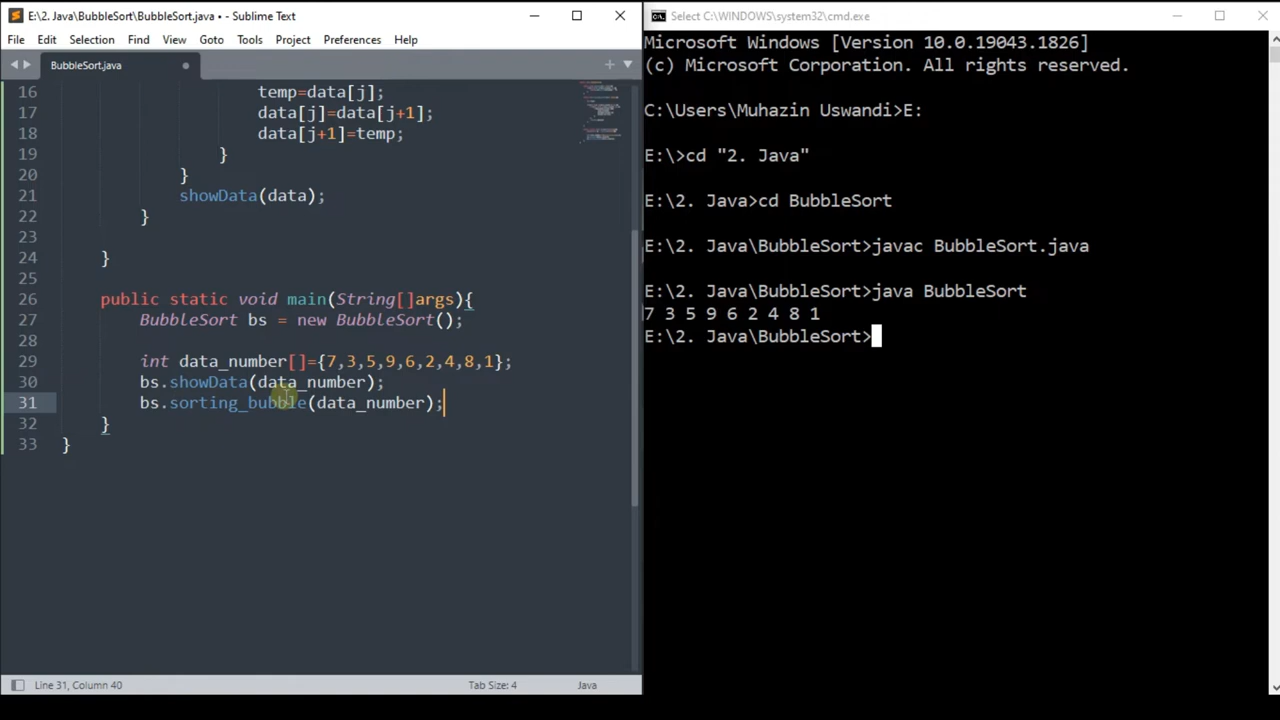 E:\2. Java\BubbleSort\BubbleSort.java • - Sublime Text
File Edit Selection Find View Goto Tools Project Preferences Help
BubbleSort.java
16 temp=data[j];
17 data[j]=data[j+1];
18 data[j+1]=temp;
19 }
20 }
21 showData(data);
22 }
23
24 }
25
26 public static void main(String[]args){
27 BubbleSort bs = new BubbleSort();
28
29 int data_number[]={7,3,5,9,6,2,4,8,1};
30 bs.showData(data_number);
31 bs.sorting_bubble(data_number);
32 }
33 }
Line 31, Column 40 Tab Size: 4 Java
Select C:\WINDOWS\system32\cmd.exe
Microsoft Windows [Version 10.0.19043.1826]
(c) Microsoft Corporation. All rights reserved.
C:\Users\Muhazin Uswandi>E:
E:\>cd "2. Java"
E:\2. Java>cd BubbleSort
E:\2. Java\BubbleSort>javac BubbleSort.java
E:\2. Java\BubbleSort>java BubbleSort
7 3 5 9 6 2 4 8 1
E:\2. Java\BubbleSort>